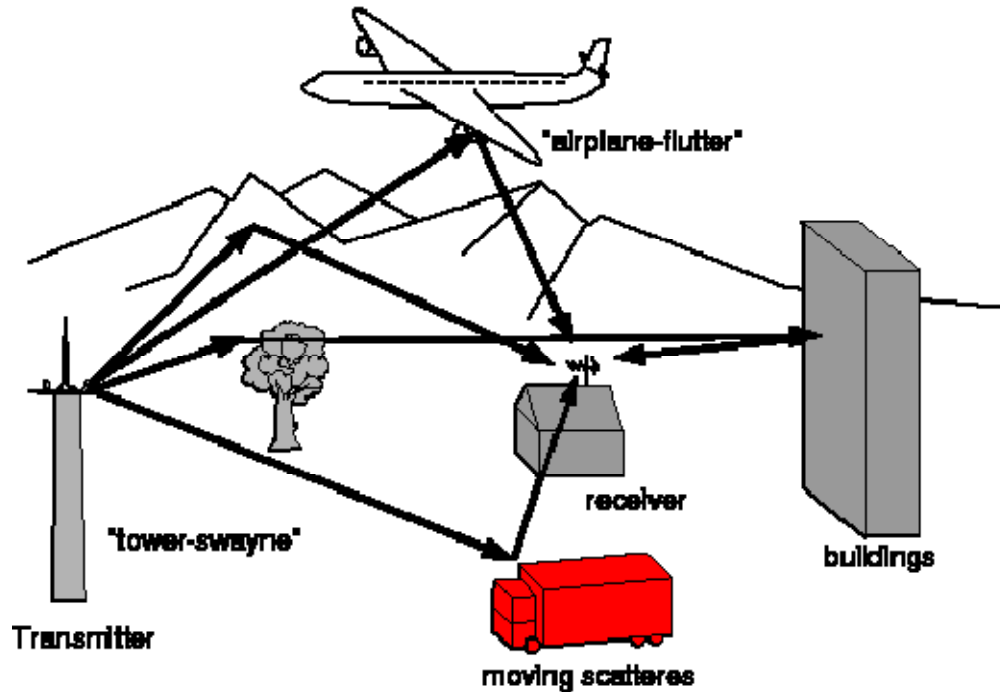 "airplane-flutter"
receiver
"tower-swayne"
buildings
Transmitter
moving scatteres